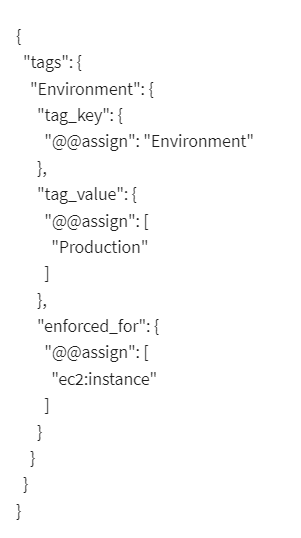 {
"tags": {
"Environment": {
"tag_key": {
"@@assign": "Environment"
},
"tag_value": {
"@@assign": [
"Production"
]
},
"enforced_for": {
"@@assign": [
"ec2:instance"
]
}
}
}
}